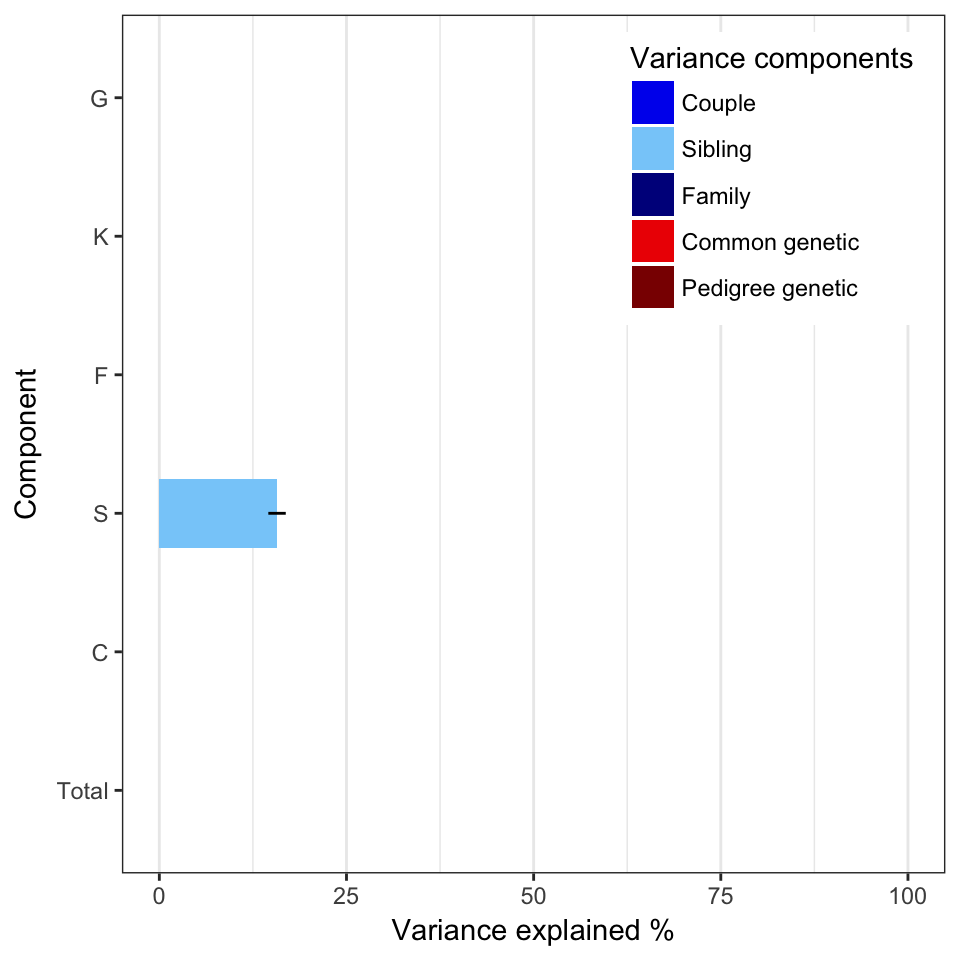 Variance components
Couple
Sibling
Family
Common genetic
Pedigree genetic
G
K
F
S
C
Total
Component
0 25 50 75 100
Variance explained %